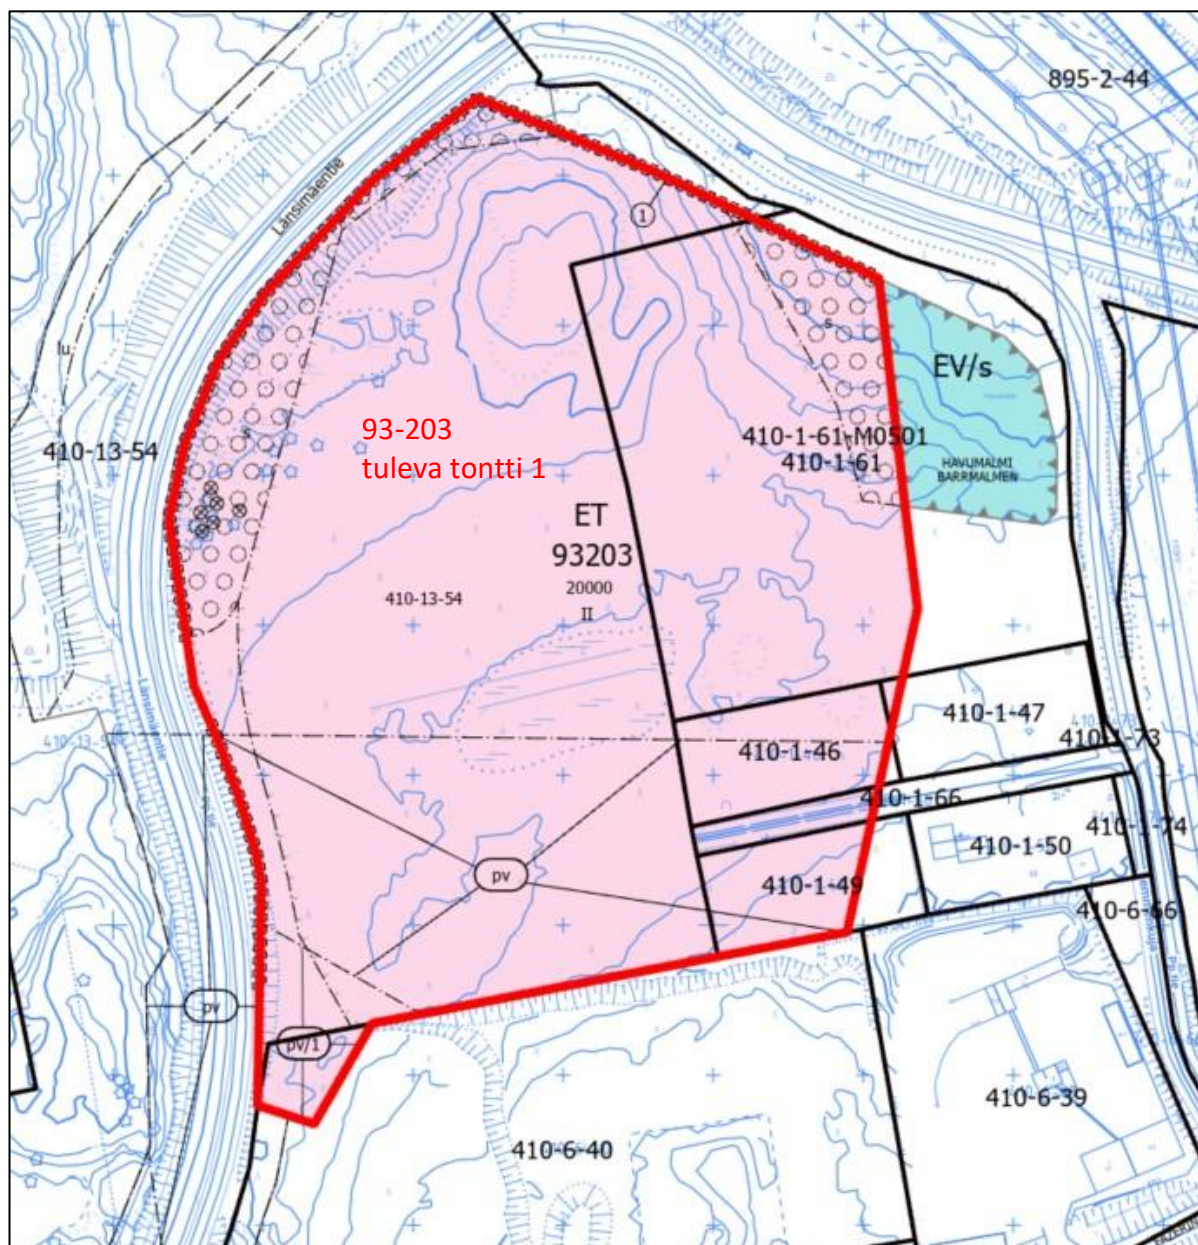 895-2-44
Länsimäentie
1
lu
s
EV/s
410-13-54
93-203
tuleva tontti 1
s
410-1-61-M0501
410-1-61
HAVUMALMI
BARRMALMEN
ET
93203
20000
II
410-13-54
Länsimäentie
410-1-47
410-1-73
410-1-46
410-1-66
410-1-74
410-1-50
pv
410-1-49
410-6-66
pv
pv/1
410-6-39
410-6-40